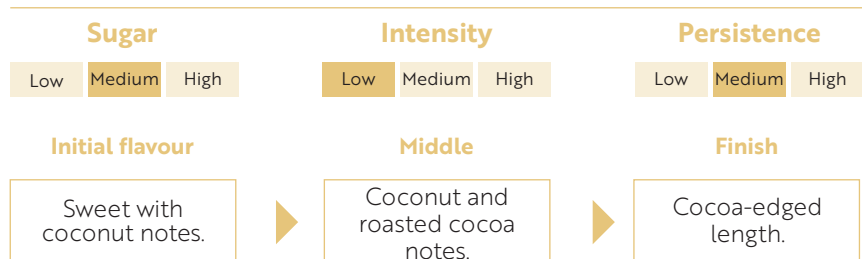 Sugar
Intensity
Persistence
Low Medium High
Low Medium High
Low Medium High
Initial flavour
Middle
Finish
Sweet with
coconut notes.
Coconut and
roasted cocoa
notes.
Cocoa-edged
length.